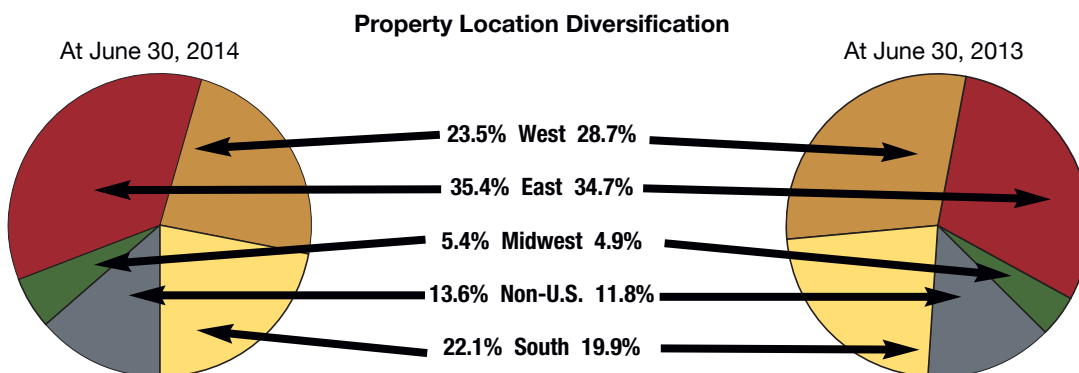 Property Location Diversification
At June 30, 2014
At June 30, 2013
23.5% West 28.7%
35.4% East 34.7%
5.4% Midwest 4.9%
13.6% Non-U.S. 11.8%
22.1% South 19.9%